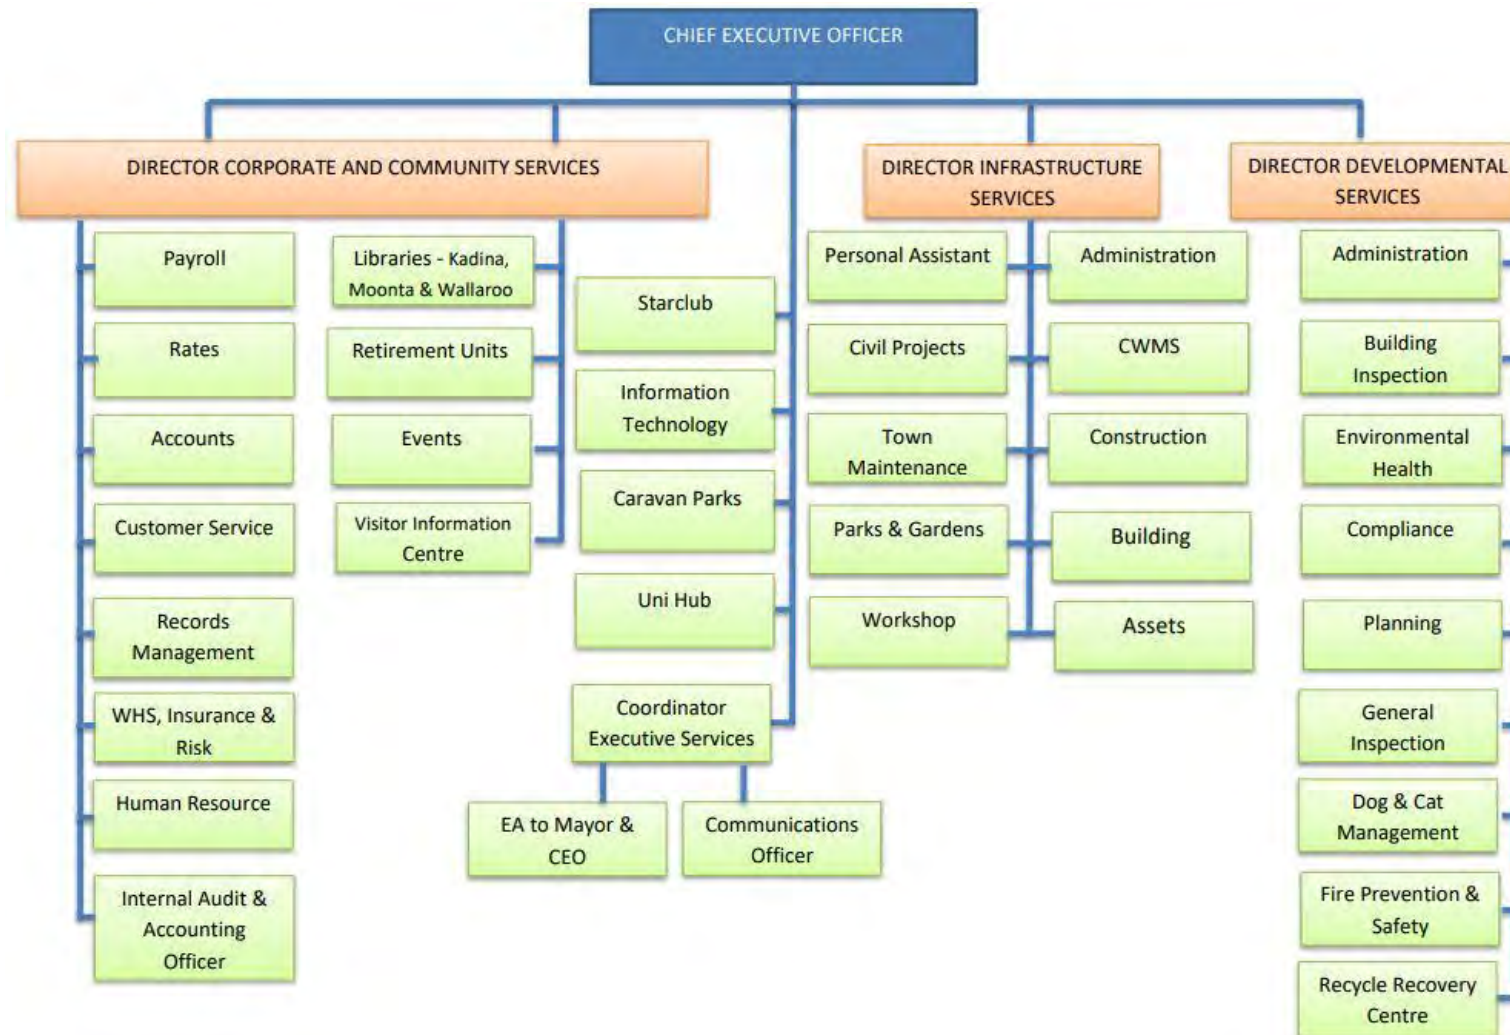 CHIEF EXECUTIVE OFFICER
DIRECTOR CORPORATE AND COMMUNITY SERVICES
Payroll
Rates
Accounts
Customer Service
Records
Management
WHS, Insurance &
Risk
Human Resource
Internal Audit &
Accounting
Officer
Libraries - Kadina,
Moonta & Wallaroo
Retirement Units
Events
Visitor Information
Centre
Starclub
Information
Technology
Caravan Parks
Uni Hub
Coordinator
Executive Services
EA to Mayor &
CEO
Communications
Officer
DIRECTOR INFRASTRUCTURE
SERVICES
Personal Assistant
Civil Projects
Town
Maintenance
Parks & Gardens
Workshop
Administration
CWMS
Construction
Building
Assets
DIRECTOR DEVELOPMENTAL
SERVICES
Administration
Building
Inspection
Environmental
Health
Compliance
Planning
General
Inspection
Dog & Cat
Management
Fire Prevention &
Safety
Recycle Recovery
Centre